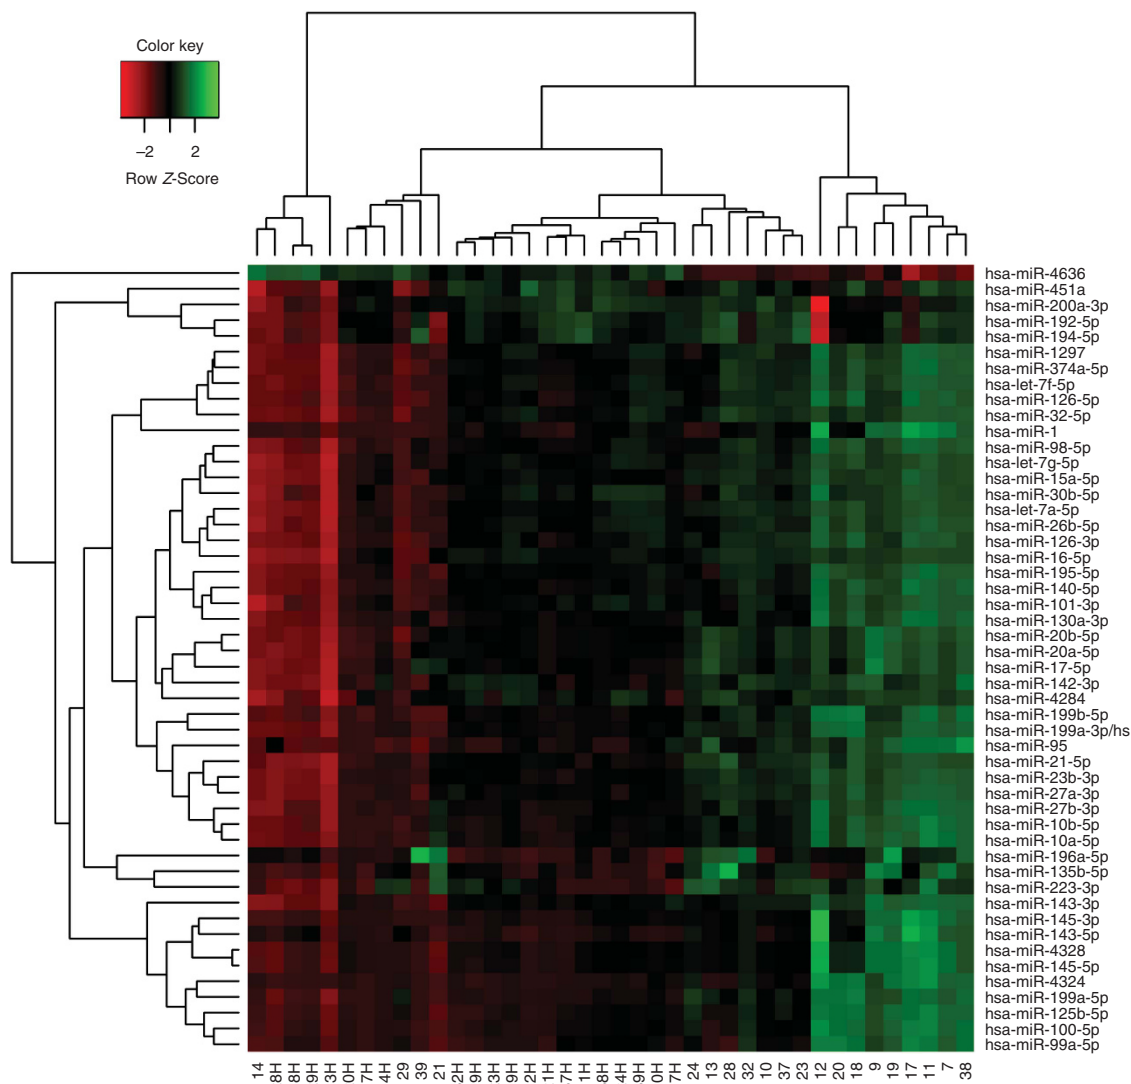 Color key
–2 2
Row Z-Score
hsa-miR-4636
hsa-miR-451a
hsa-miR-200a-3p
hsa-miR-192-5p
hsa-miR-194-5p
hsa-miR-1297
hsa-miR-374a-5p
hsa-let-7f-5p
hsa-miR-126-5p
hsa-miR-32-5p
hsa-miR-1
hsa-miR-98-5p
hsa-let-7g-5p
hsa-miR-15a-5p
hsa-miR-30b-5p
hsa-let-7a-5p
hsa-miR-26b-5p
hsa-miR-126-3p
hsa-miR-16-5p
hsa-miR-195-5p
hsa-miR-140-5p
hsa-miR-101-3p
hsa-miR-130a-3p
hsa-miR-20b-5p
hsa-miR-20a-5p
hsa-miR-17-5p
hsa-miR-142-3p
hsa-miR-4284
hsa-miR-199b-5p
hsa-miR-199a-3p/hs
hsa-miR-95
hsa-miR-21-5p
hsa-miR-23b-3p
hsa-miR-27a-3p
hsa-miR-27b-3p
hsa-miR-10b-5p
hsa-miR-10a-5p
hsa-miR-196a-5p
hsa-miR-135b-5p
hsa-miR-223-3p
hsa-miR-143-3p
hsa-miR-145-3p
hsa-miR-143-5p
hsa-miR-4328
hsa-miR-145-5p
hsa-miR-4324
hsa-miR-199a-5p
hsa-miR-125b-5p
hsa-miR-100-5p
hsa-miR-99a-5p
14 8H 8H 9H 3H 0H 7H 4H 29 39 21 2H 9H 3H 9H 2H 1H 7H 1H 8H 4H 9H 0H 7H 24 13 28 32 10 37 23 12 20 18 9 19 17 11 7 38